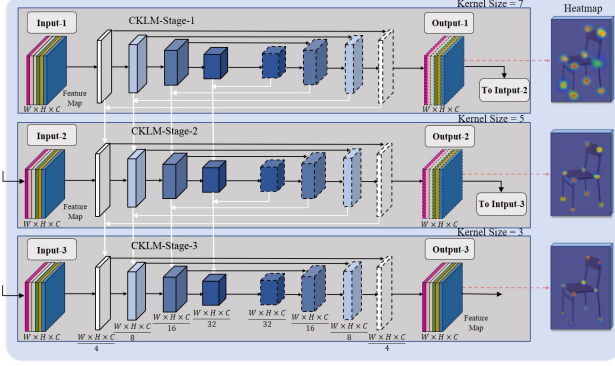 Kernel Size = 7
Heatmap
Input-1
CKLM-Stage-1
Output-1
Feature
Map
To Intput-2
W × H × C
W × H × C
Kernel Size = 5
Input-2
CKLM-Stage-2
Output-2
Feature
Map
To Intput-3
W × H × C
W × H × C
Kernel Size = 3
Input-3
CKLM-Stage-3
Output-3
Feature
Map
W × H × C
W × H × C
4
W × H × C
8
W × H × C
16
W × H × C
32
W × H × C
32
W × H × C
16
W × H × C
8
W × H × C
4
W × H × C